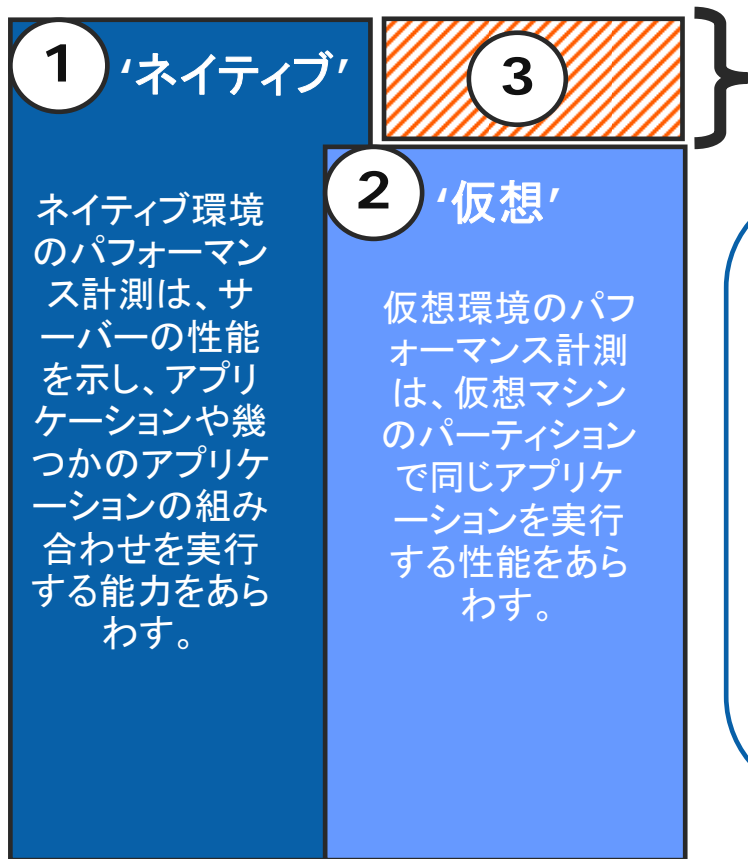 1
‘ネイティブ’
ネイティブ環境
のパフォーマン
ス計測は、サ
ーバーの性能
を示し、アプリ
ケーションや幾
つかのアプリケ
ーションの組み
合わせを実行
する能力をあら
わす。
3
2
‘仮想’
仮想環境のパフ
ォーマンス計測
は、仮想マシン
のパーティション
で同じアプリケ
ーションを実行
する性能をあら
わす。